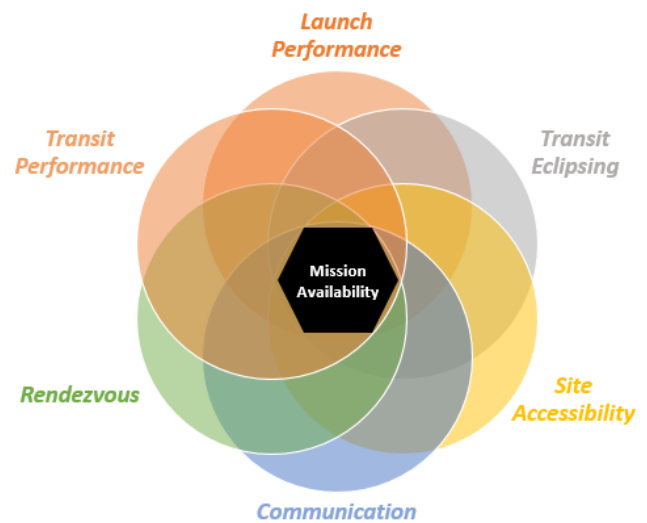 Launch
Performance
Transit
Performance
Transit
Eclipsing
Mission
Availability
Rendezvous
Site
Accessibility
Communication